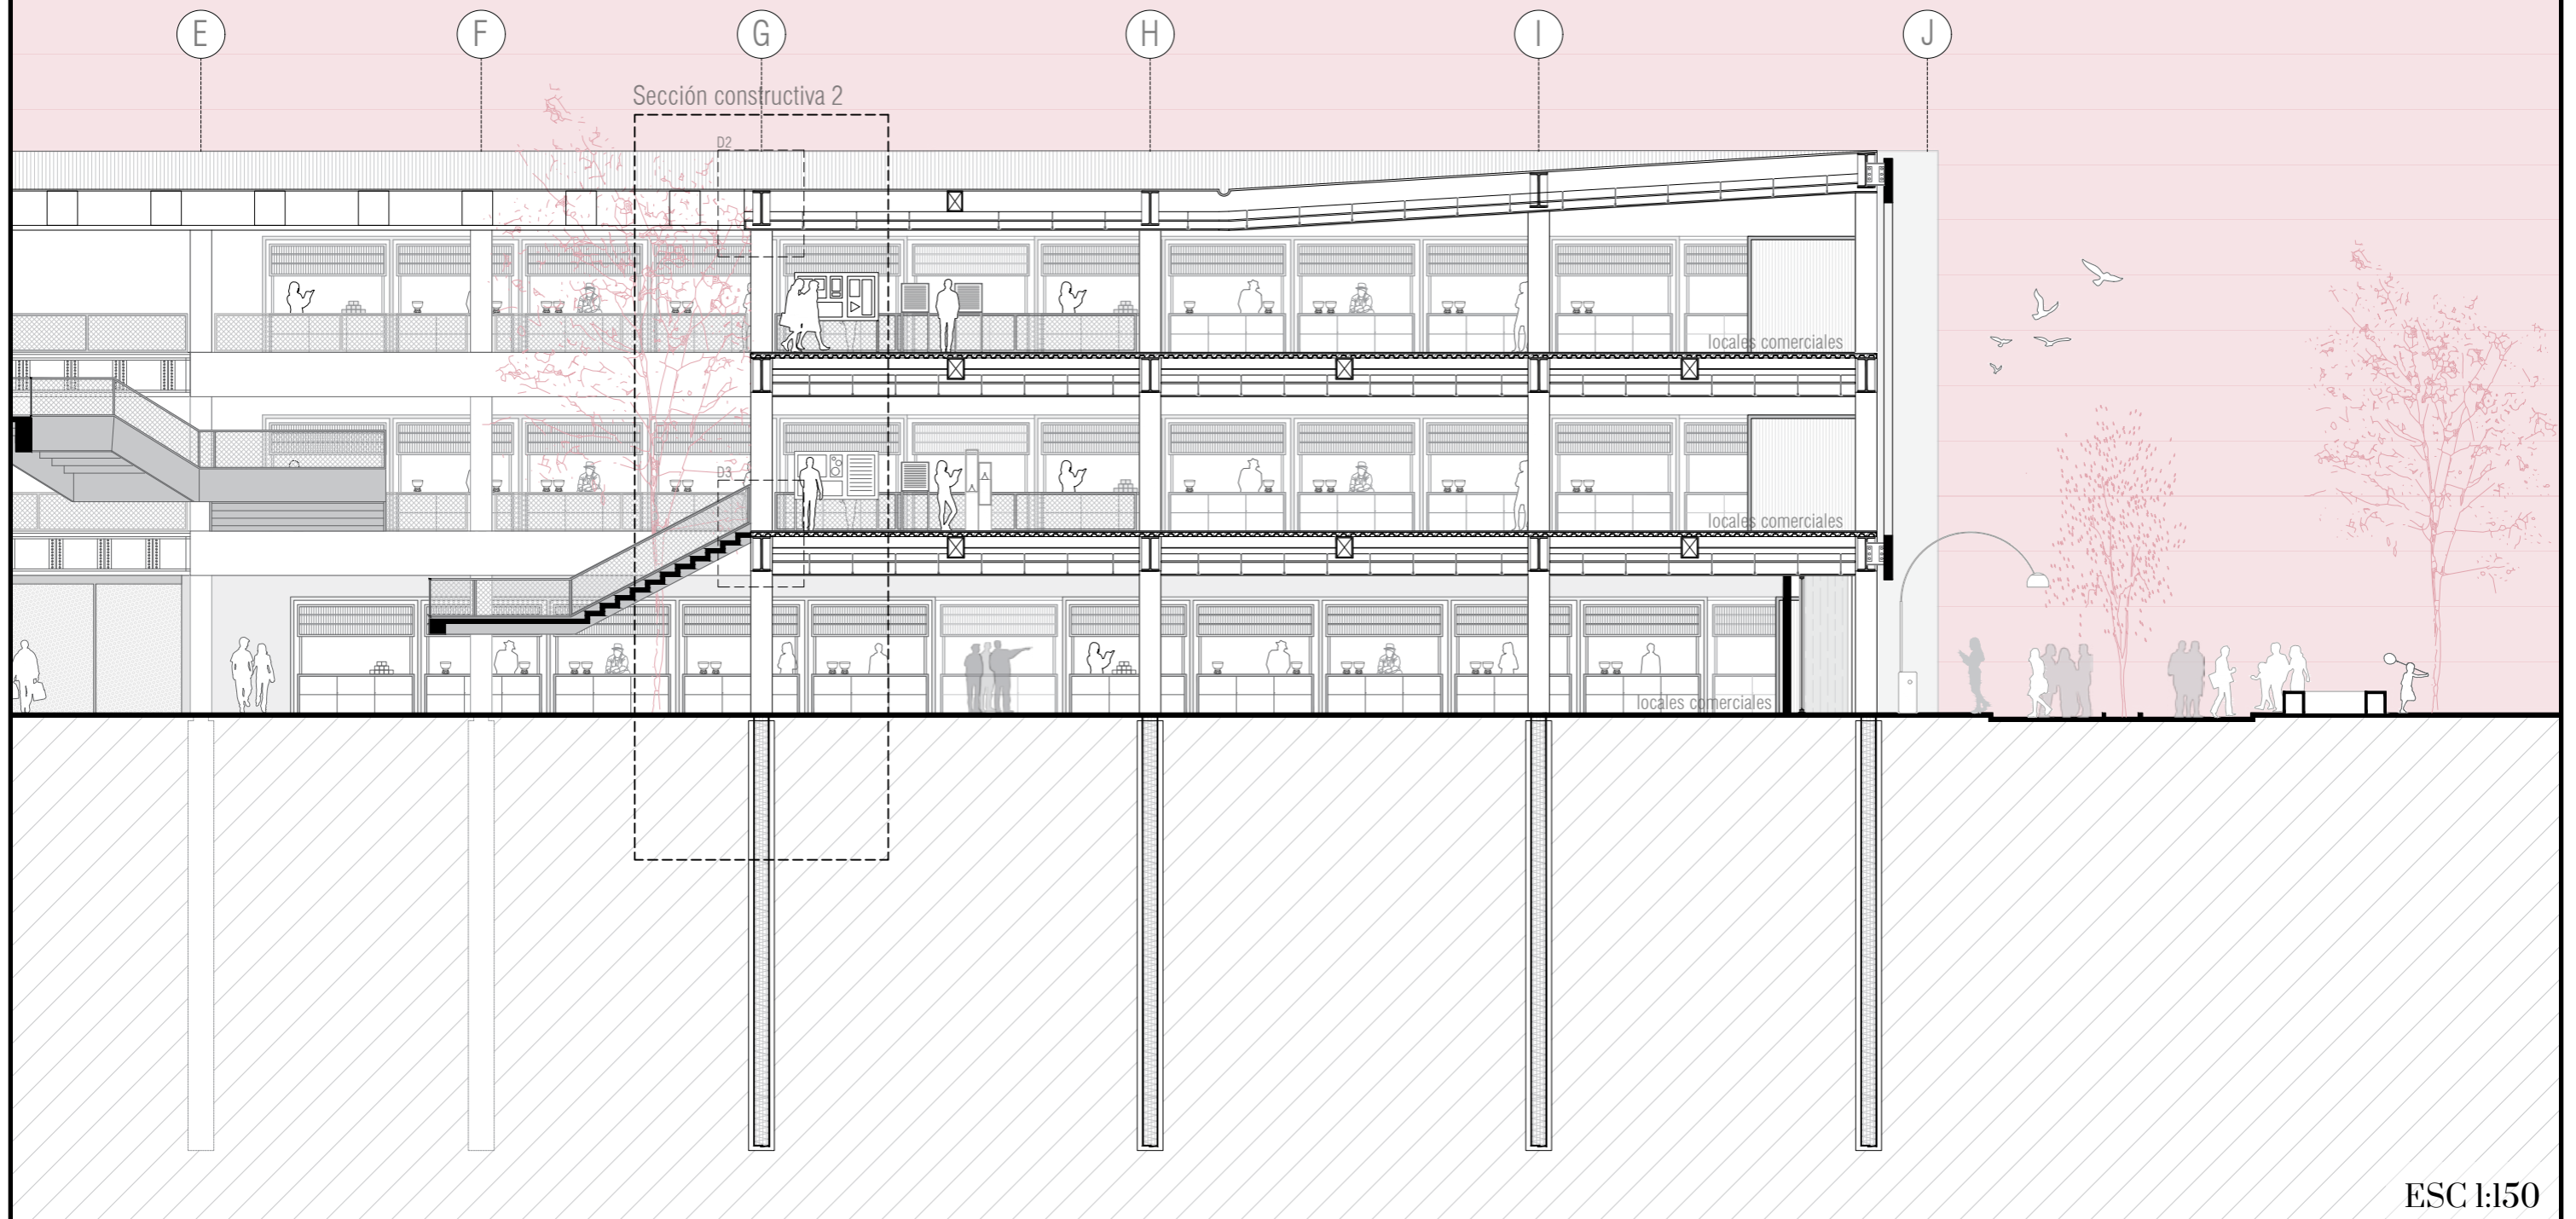 E F G H I J
Sección constructiva 2
D2
locales comerciales
D3
locales comerciales
locales comerciales
ESC 1:150